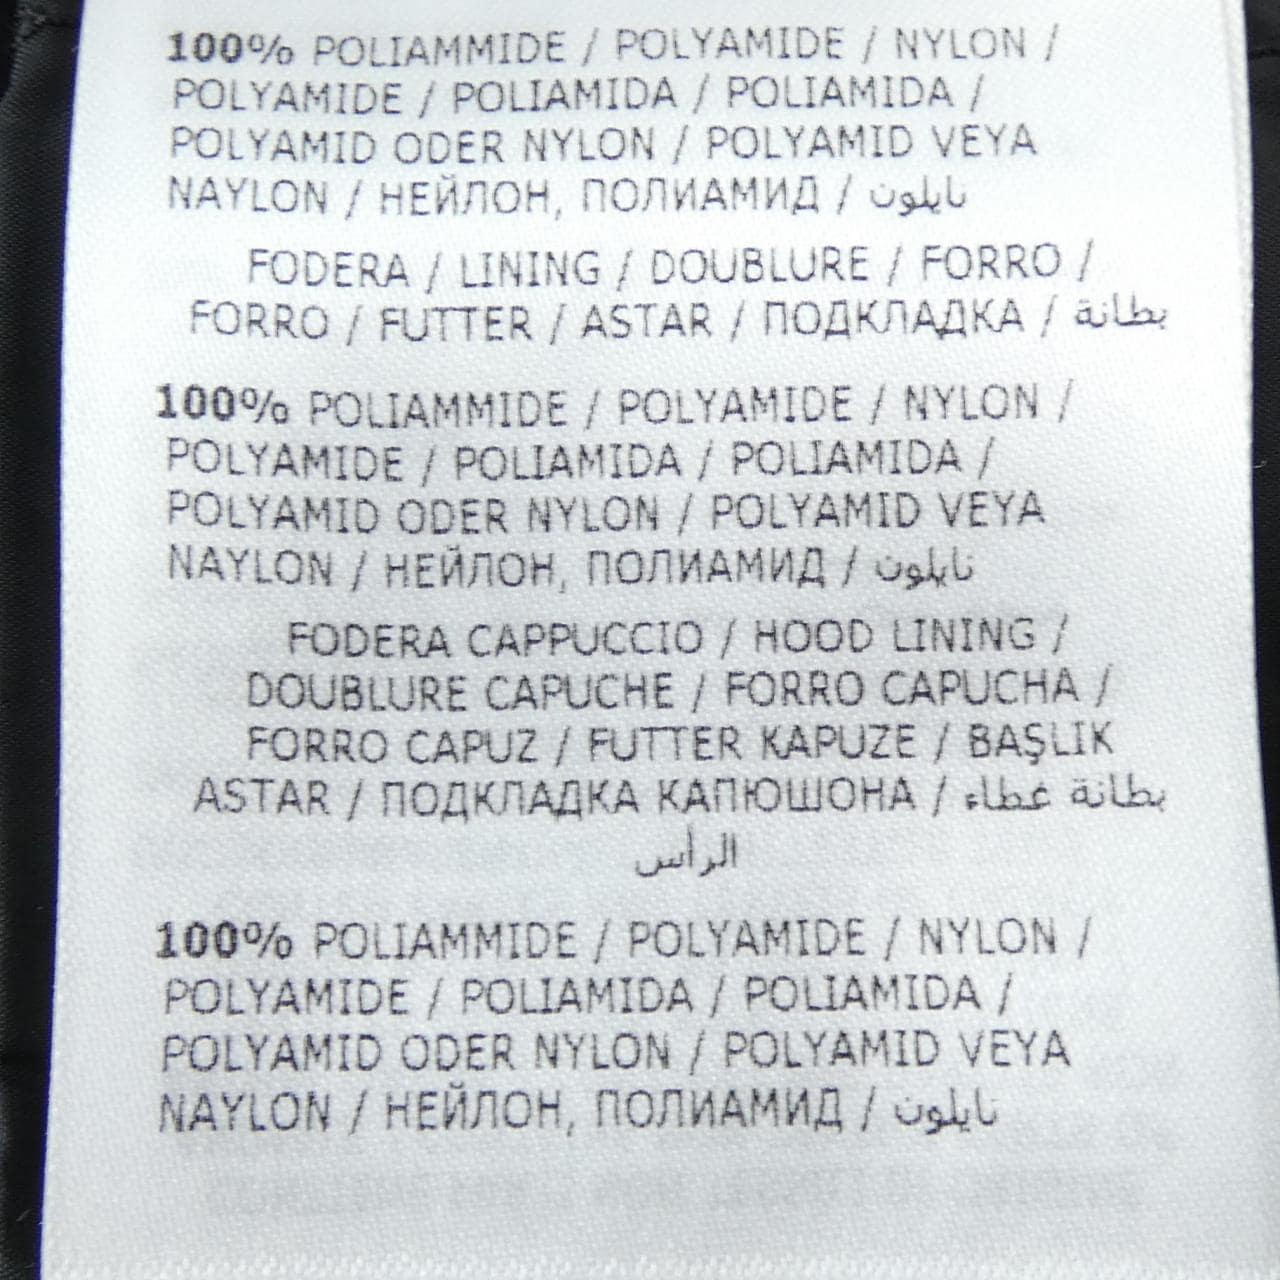 100% POLIAMMIDE / POLYAMIDE / NYLON /
POLYAMIDE / POLIAMIDA / POLIAMIDA /
POLYAMID ODER NYLON / POLYAMID VEYA
NAYLON / НЕЙЛОН, ПОЛИАМИД / نايلون
FODERA / LINING / DOUBLURE / FORRO /
FORRO / FUTTER / ASTAR / ПОДКЛАДКА / بطانة
100% POLIAMMIDE / POLYAMIDE / NYLON /
POLYAMIDE / POLIAMIDA / POLIAMIDA /
POLYAMID ODER NYLON / POLYAMID VEYA
NAYLON / НЕЙЛОН, ПОЛИАМИД / نايلون
FODERA CAPPUCCIO / HOOD LINING /
DOUBLURE CAPUCHE / FORRO CAPUCHA /
FORRO CAPUZ / FUTTER KAPUZE / BAŞLIK
ASTAR / ПОДКЛАДКА КАПЮШОНА / بطانة غطاء
الرأس
100% POLIAMMIDE / POLYAMIDE / NYLON /
POLYAMIDE / POLIAMIDA / POLIAMIDA /
POLYAMID ODER NYLON / POLYAMID VEYA
NAYLON / НЕЙЛОН, ПОЛИАМИД / نايلون